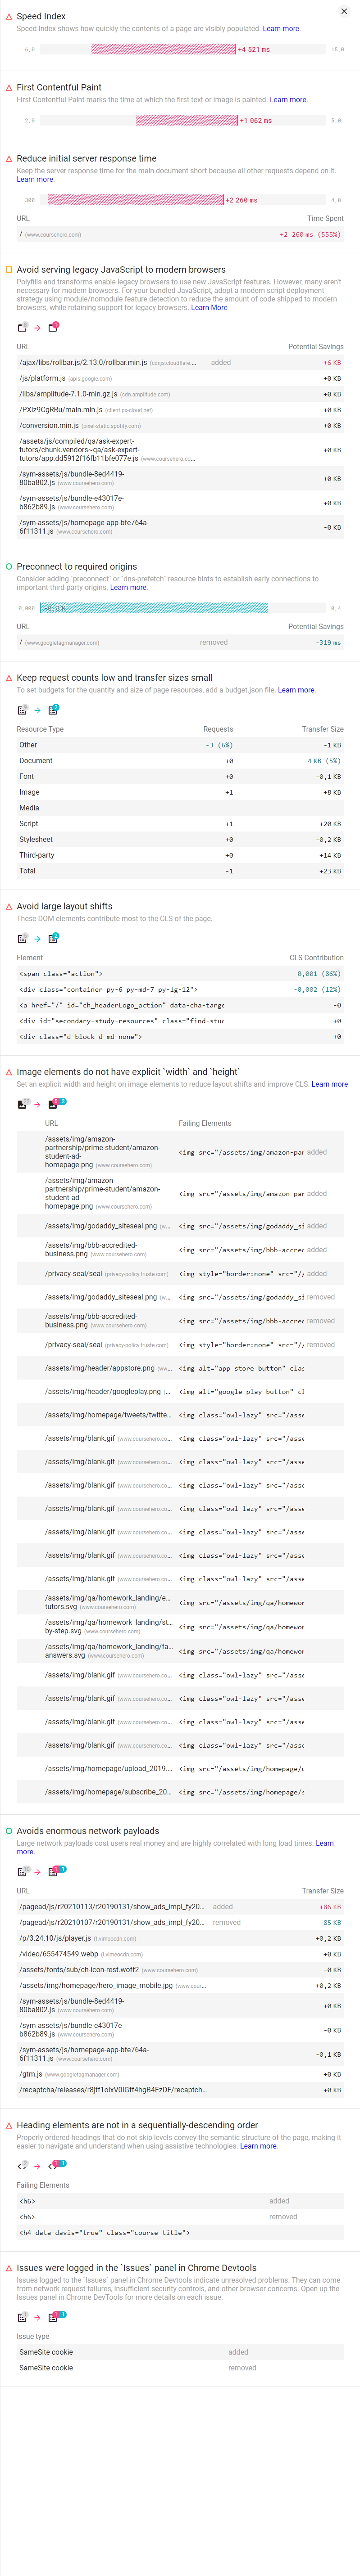 Speed Index
Speed Index shows how quickly the contents of a page are visibly populated. Learn more.
6,0 +4 521 ms 15,0
First Contentful Paint
First Contentful Paint marks the time at which the first text or image is painted. Learn more.
2,0 +1 062 ms 5,0
Reduce initial server response time
Keep the server response time for the main document short because all other requests depend on it.
Learn more.
300 +2 260 ms 4,0
URL Time Spent
/ (www.coursehero.com) +2 260 ms (555%)
Avoid serving legacy JavaScript to modern browsers
Polyfills and transforms enable legacy browsers to use new JavaScript features. However, many aren't
necessary for modern browsers. For your bundled JavaScript, adopt a modern script deployment
strategy using module/nomodule feature detection to reduce the amount of code shipped to modern
browsers, while retaining support for legacy browsers. Learn More
URL Potential Savings
/ajax/libs/rollbar.js/2.13.0/rollbar.min.js (cdnjs.cloudflare.... added +6 KB
/js/platform.js (apis.google.com) +0 KB
/libs/amplitude-7.1.0-min.gz.js (cdn.amplitude.com) +0 KB
/PXiz9CgRRu/main.min.js (client.px-cloud.net) +0 KB
/conversion.min.js (pixel-static.spotify.com) +0 KB
/assets/js/compiled/qa/ask-expert-
tutors/chunk.vendors~qa/ask-expert-
tutors/app.dd5912f16fb11bfe077e.js (www.coursehero.co... +0 KB
/sym-assets/js/bundle-8ed4419-
80ba802.js (www.coursehero.com) +0 KB
/sym-assets/js/bundle-e43017e-
b862b89.js (www.coursehero.com) +0 KB
/sym-assets/js/homepage-app-bfe764a-
6f11311.js (www.coursehero.com) -0 KB
Preconnect to required origins
Consider adding `preconnect` or `dns-prefetch` resource hints to establish early connections to
important third-party origins. Learn more.
0,000 -0,3 K 0,4
URL Potential Savings
/ (www.googletagmanager.com) removed -319 ms
Keep request counts low and transfer sizes small
To set budgets for the quantity and size of page resources, add a budget.json file. Learn more.
Resource Type Requests Transfer Size
Other -3 (6%) -1 KB
Document +0 -4 KB (5%)
Font +0 -0,1 KB
Image +1 +8 KB
Media
Script +1 +20 KB
Stylesheet +0 -0,2 KB
Third-party +0 +14 KB
Total -1 +23 KB
Avoid large layout shifts
These DOM elements contribute most to the CLS of the page.
Element CLS Contribution
<span class="action"> -0,001 (86%)
<div class="container py-6 py-md-7 py-lg-12"> -0,002 (12%)
<a href="/" id="ch_headerLogo_action" data-cha-targe -0
<div id="secondary-study-resources" class="find-stuc +0
<div class="d-block d-md-none"> +0
Image elements do not have explicit `width` and `height`
Set an explicit width and height on image elements to reduce layout shifts and improve CLS. Learn more
URL Failing Elements
/assets/img/amazon-
partnership/prime-student/amazon-
student-ad-
homepage.png (www.coursehero.com) <img src="/assets/img/amazon-par added
/assets/img/amazon-
partnership/prime-student/amazon-
student-ad-
homepage.png (www.coursehero.com) <img src="/assets/img/amazon-par added
/assets/img/godaddy_siteseal.png (w... <img src="/assets/img/godaddy_si added
/assets/img/bbb-accredited-
business.png (www.coursehero.com) <img src="/assets/img/bbb-accrec added
/privacy-seal/seal (privacy-policy.truste.com) <img style="border:none" src="// added
/assets/img/godaddy_siteseal.png (w... <img src="/assets/img/godaddy_si removed
/assets/img/bbb-accredited-
business.png (www.coursehero.com) <img src="/assets/img/bbb-accrec removed
/privacy-seal/seal (privacy-policy.truste.com) <img style="border:none" src="// removed
/assets/img/header/appstore.png (ww... <img alt="app store button" clas
/assets/img/header/googleplay.png (... <img alt="google play button" cl
/assets/img/homepage/tweets/twitte... <img class="owl-lazy" src="/asse
/assets/img/blank.gif (www.coursehero.co... <img class="owl-lazy" src="/asse
/assets/img/blank.gif (www.coursehero.co... <img class="owl-lazy" src="/asse
/assets/img/blank.gif (www.coursehero.co... <img class="owl-lazy" src="/asse
/assets/img/blank.gif (www.coursehero.co... <img class="owl-lazy" src="/asse
/assets/img/blank.gif (www.coursehero.co... <img class="owl-lazy" src="/asse
/assets/img/blank.gif (www.coursehero.co... <img class="owl-lazy" src="/asse
/assets/img/blank.gif (www.coursehero.co... <img class="owl-lazy" src="/asse
/assets/img/qa/homework_landing/e...
tutors.svg (www.coursehero.com) <img src="/assets/img/qa/homewor
/assets/img/qa/homework_landing/st...
by-step.svg (www.coursehero.com) <img src="/assets/img/qa/homewor
/assets/img/qa/homework_landing/fa...
answers.svg (www.coursehero.com) <img src="/assets/img/qa/homewor
/assets/img/blank.gif (www.coursehero.co... <img class="owl-lazy" src="/asse
/assets/img/blank.gif (www.coursehero.co... <img class="owl-lazy" src="/asse
/assets/img/blank.gif (www.coursehero.co... <img class="owl-lazy" src="/asse
/assets/img/blank.gif (www.coursehero.co... <img class="owl-lazy" src="/asse
/assets/img/homepage/upload_2019.... <img src="/assets/img/homepage/u
/assets/img/homepage/subscribe_20... <img src="/assets/img/homepage/s
Avoids enormous network payloads
Large network payloads cost users real money and are highly correlated with long load times. Learn
more.
URL Transfer Size
/pagead/js/r20210113/r20190131/show_ads_impl_fy20... added +86 KB
/pagead/js/r20210107/r20190131/show_ads_impl_fy20... removed -85 KB
/p/3.24.10/js/player.js (f.vimeocdn.com) +0,2 KB
/video/655474549.webp (i.vimeocdn.com) +0 KB
/assets/fonts/sub/ch-icon-rest.woff2 (www.coursehero.com) -0 KB
/assets/img/homepage/hero_image_mobile.jpg (www.cour... +0,2 KB
/sym-assets/js/bundle-8ed4419-
80ba802.js (www.coursehero.com) +0 KB
/sym-assets/js/bundle-e43017e-
b862b89.js (www.coursehero.com) -0 KB
/sym-assets/js/homepage-app-bfe764a-
6f11311.js (www.coursehero.com) -0,1 KB
/gtm.js (www.googletagmanager.com) +0 KB
/recaptcha/releases/r8jtf1oixV0IGff4hgB4EzDF/recaptch... +0 KB
Heading elements are not in a sequentially-descending order
Properly ordered headings that do not skip levels convey the semantic structure of the page, making it
easier to navigate and understand when using assistive technologies. Learn more.
Failing Elements
<h6> added
<h6> removed
<h4 data-davis="true" class="course_title">
Issues were logged in the `Issues` panel in Chrome Devtools
Issues logged to the `Issues` panel in Chrome Devtools indicate unresolved problems. They can come
from network request failures, insufficient security controls, and other browser concerns. Open up the
Issues panel in Chrome DevTools for more details on each issue.
Issue type
SameSite cookie added
SameSite cookie removed